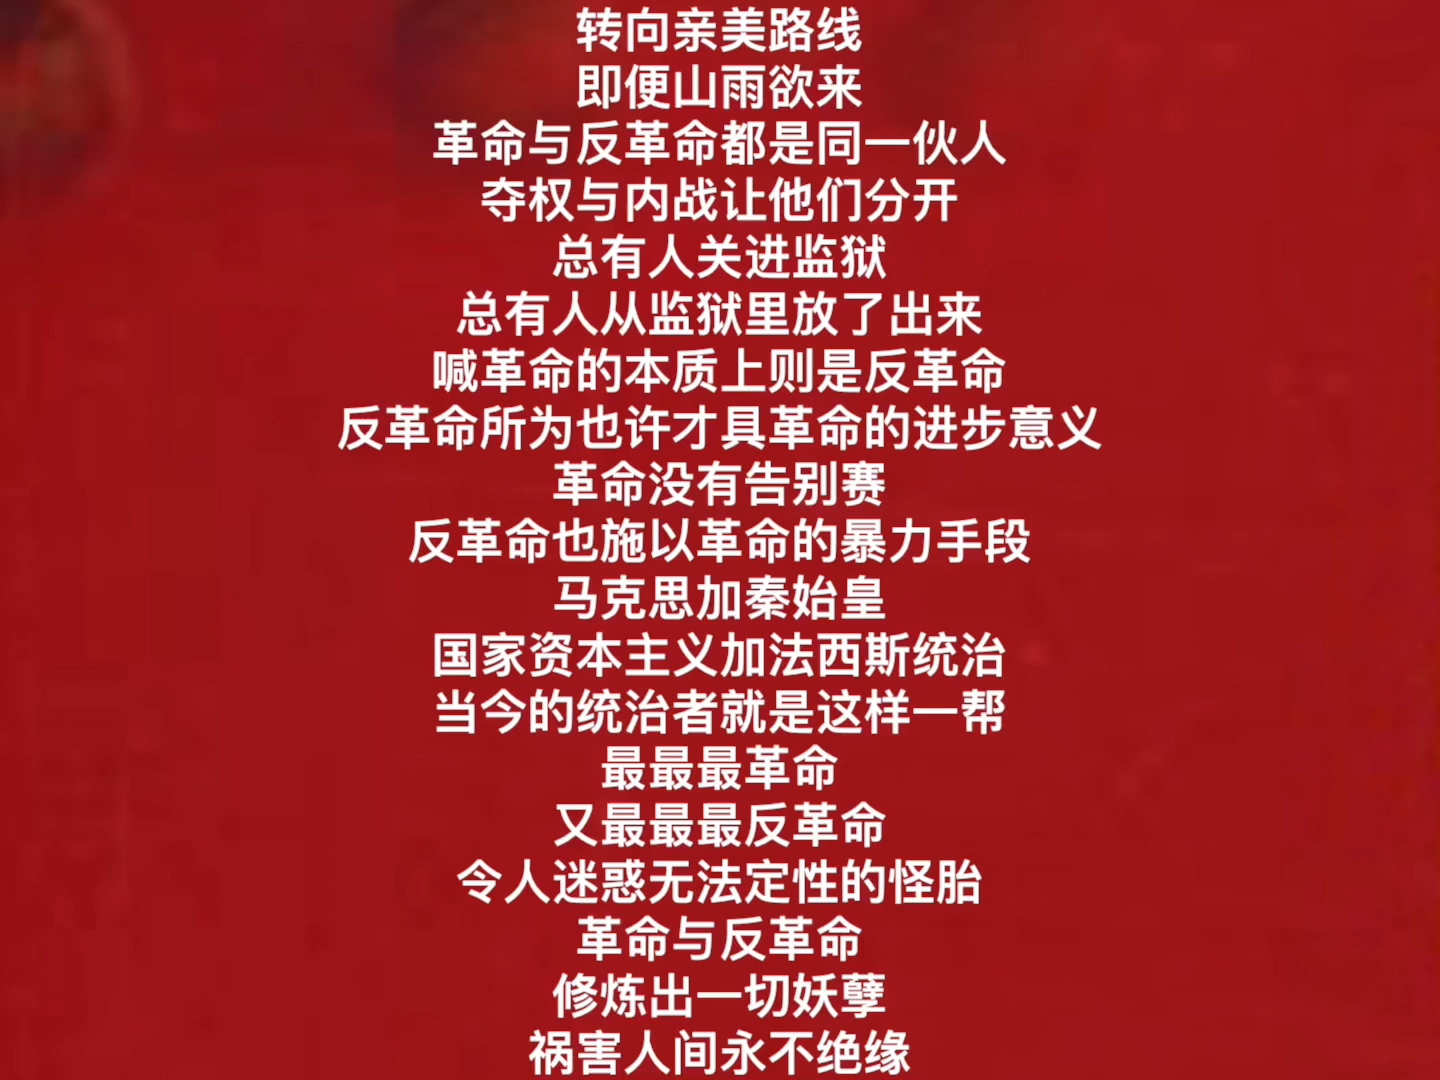 转向亲美路线
即便山雨欲来
革命与反革命都是同一伙人
夺权与内战让他们分开
总有人关进监狱
总有人从监狱里放了出来
喊革命的本质上则是反革命
反革命所为也许才具革命的进步意义
革命没有告别赛
反革命也施以革命的暴力手段
马克思加秦始皇
国家资本主义加法西斯统治
当今的统治者就是这样一帮
最最最革命
又最最最反革命
令人迷惑无法定性的怪胎
革命与反革命
修炼出一切妖孽
祸害人间永不绝缘